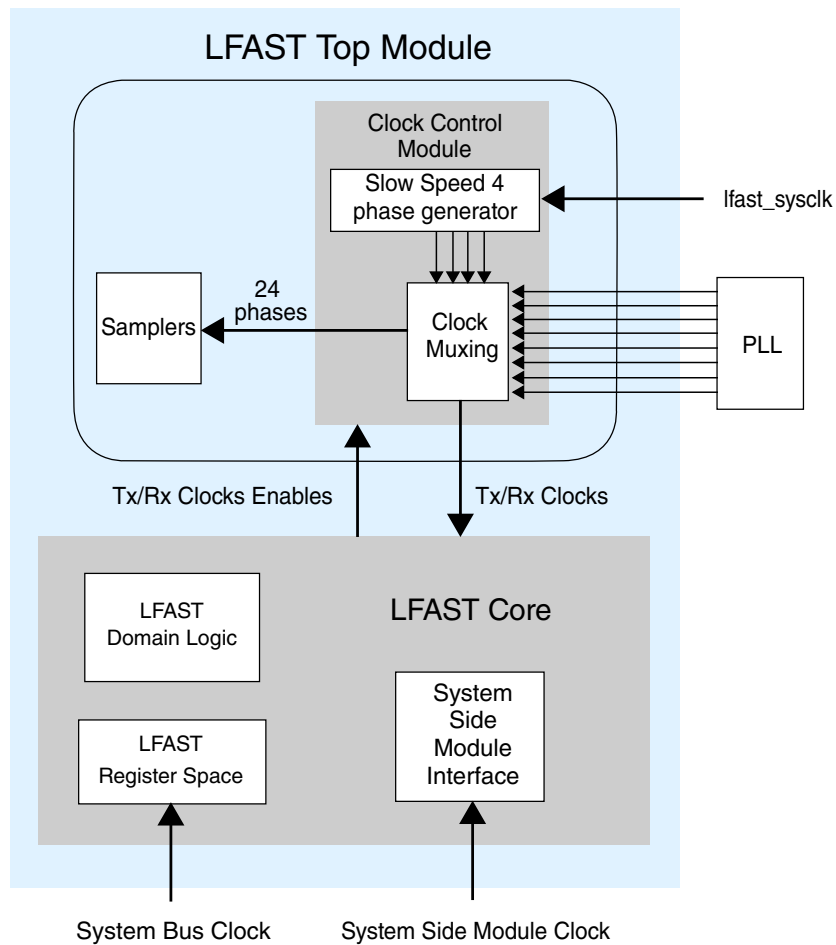 LFAST Top Module
Clock Control
Module
Slow Speed 4
phase generator
lfast_sysclk
24
phases
Samplers
Clock
Muxing
PLL
Tx/Rx Clocks Enables
Tx/Rx Clocks
LFAST
Domain Logic
LFAST Core
System
Side
Module
Interface
LFAST
Register Space
System Bus Clock
System Side Module Clock